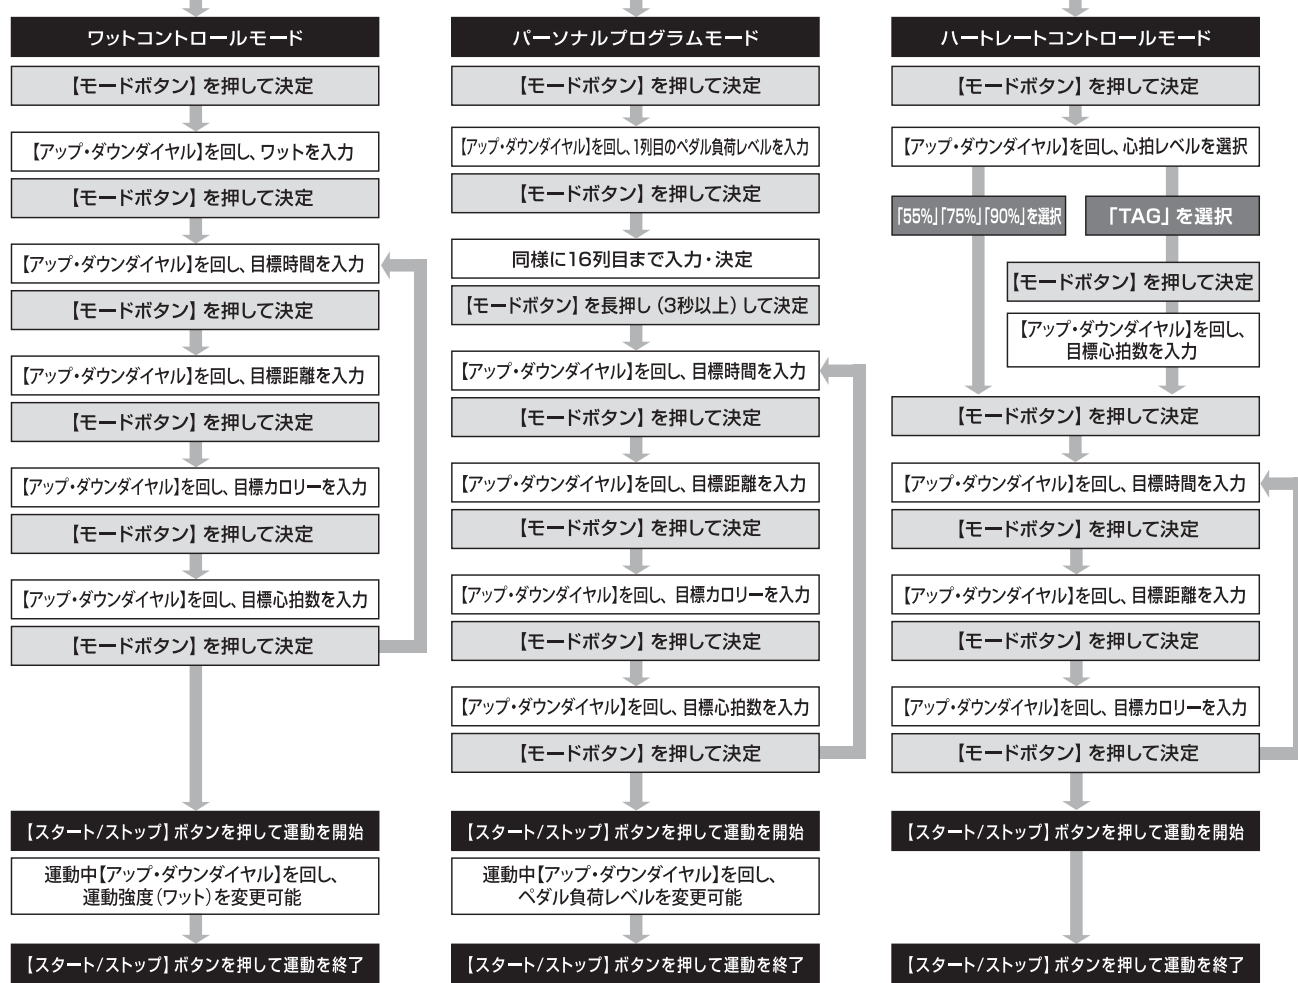 ワットコントロールモード
【モードボタン】を押して決定
【アップ・ダウンダイヤル】を回し、ワットを入力
【モードボタン】を押して決定
【アップ・ダウンダイヤル】を回し、目標時間を入力
【モードボタン】を押して決定
【アップ・ダウンダイヤル】を回し、目標距離を入力
【モードボタン】を押して決定
【アップ・ダウンダイヤル】を回し、目標カロリーを入力
【モードボタン】を押して決定
【アップ・ダウンダイヤル】を回し、目標心拍数を入力
【モードボタン】を押して決定
【スタート/ストップ】ボタンを押して運動を開始
運動中【アップ・ダウンダイヤル】を回し、
運動強度（ワット）を変更可能
【スタート/ストップ】ボタンを押して運動を終了
パーソナルプログラムモード
【モードボタン】を押して決定
【アップ・ダウンダイヤル】を回し、1列目のペダル負荷レベルを入力
【モードボタン】を押して決定
同様に16列目まで入力・決定
【モードボタン】を長押し（3秒以上）して決定
【アップ・ダウンダイヤル】を回し、目標時間を入力
【モードボタン】を押して決定
【アップ・ダウンダイヤル】を回し、目標距離を入力
【モードボタン】を押して決定
【アップ・ダウンダイヤル】を回し、目標カロリーを入力
【モードボタン】を押して決定
【アップ・ダウンダイヤル】を回し、目標心拍数を入力
【モードボタン】を押して決定
【スタート/ストップ】ボタンを押して運動を開始
運動中【アップ・ダウンダイヤル】を回し、
ペダル負荷レベルを変更可能
【スタート/ストップ】ボタンを押して運動を終了
ハートレートコントロールモード
【モードボタン】を押して決定
【アップ・ダウンダイヤル】を回し、心拍レベルを選択
「55%」「75%」「90%」を選択
「TAG」を選択
【モードボタン】を押して決定
【アップ・ダウンダイヤル】を回し、
目標心拍数を入力
【モードボタン】を押して決定
【アップ・ダウンダイヤル】を回し、目標時間を入力
【モードボタン】を押して決定
【アップ・ダウンダイヤル】を回し、目標距離を入力
【モードボタン】を押して決定
【アップ・ダウンダイヤル】を回し、目標カロリーを入力
【モードボタン】を押して決定
【スタート/ストップ】ボタンを押して運動を開始
【スタート/ストップ】ボタンを押して運動を終了